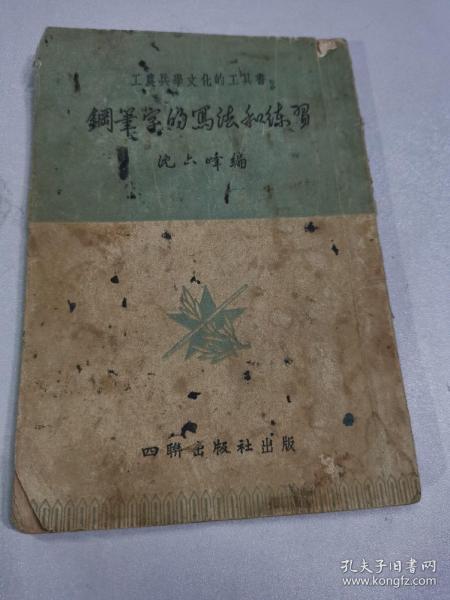 工農兵學文化的工具書
鋼筆字的寫法和練習
沈六峰編
四聯出版社出版
孔夫子旧书网
www.kongfz.com